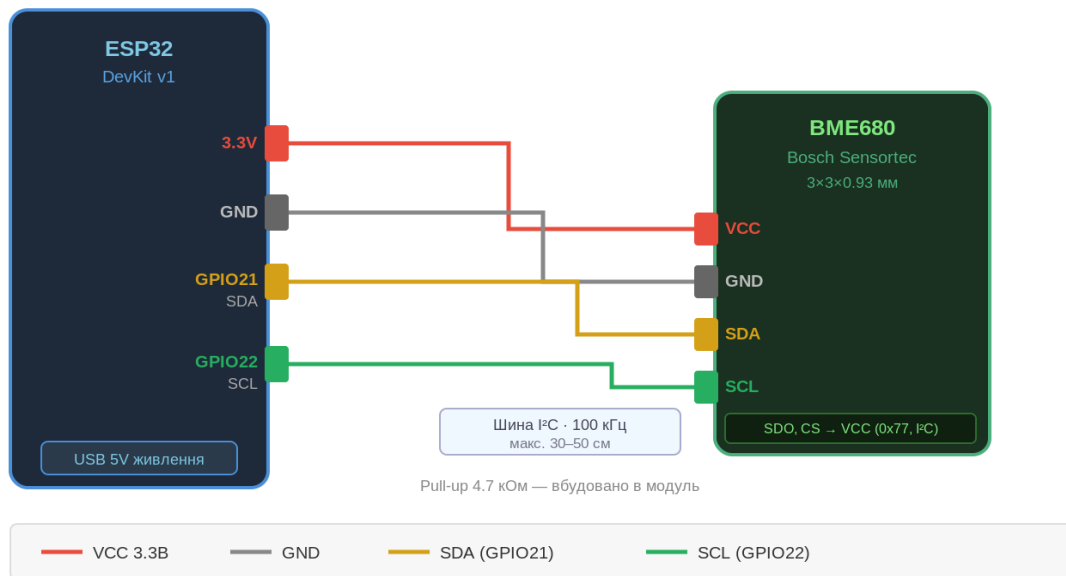 ESP32
DevKit v1
3.3V
GND
GPIO21
SDA
GPIO22
SCL
USB 5V живлення
BME680
Bosch Sensortec
3×3×0.93 мм
VCC
GND
SDA
SCL
SDO, CS → VCC (0x77, I²C)
Шина I²C · 100 кГц
макс. 30–50 см
Pull-up 4.7 кОм — вбудовано в модуль
VCC 3.3В
GND
SDA (GPIO21)
SCL (GPIO22)